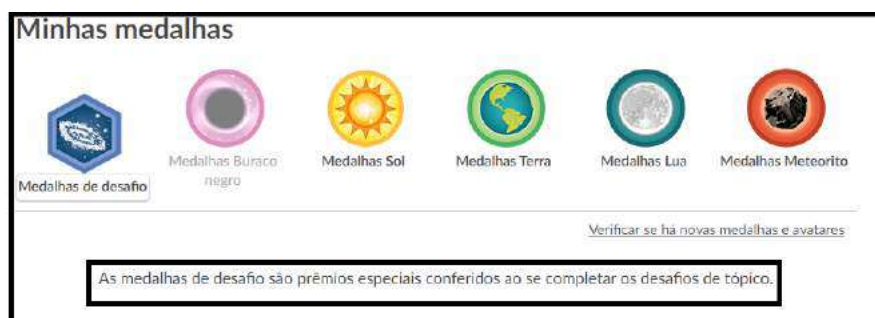 Minhas medalhas
Medalhas de desafio
Medalhas Buraco
negro
Medalhas Sol
Medalhas Terra
Medalhas Lua
Medalhas Meteorito
Verificar se há novas medalhas e avatares
As medalhas de desafio são prêmios especiais conferidos ao se completar os desafios de tópico.